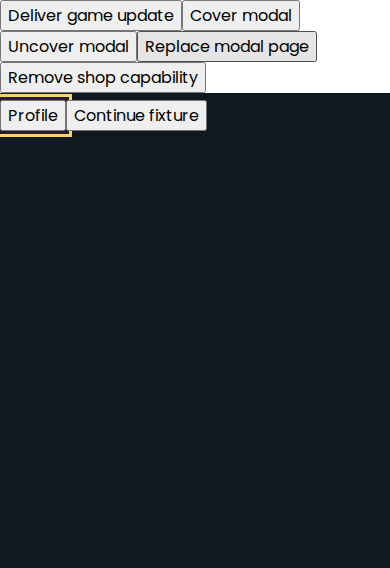 Deliver game update Cover modal
Uncover modal Replace modal page
Remove shop capability
Profile Continue fixture